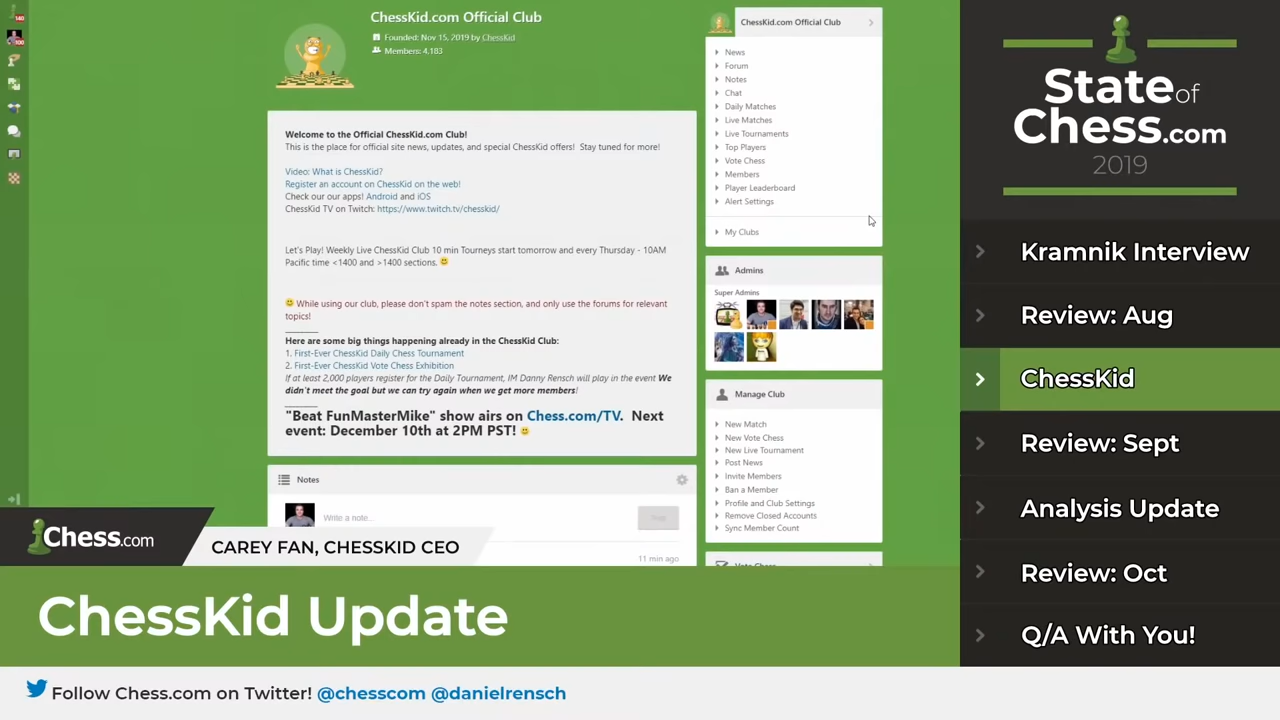 140
100
ChessKid.com Official Club
Founded: Nov 15, 2019 by ChessKid
Members: 4,183
Welcome to the Official ChessKid.com Club!
This is the place for official site news, updates, and special ChessKid offers! Stay tuned for more!
Video: What is ChessKid?
Register an account on ChessKid on the web!
Check our our apps! Android and iOS
ChessKid TV on Twitch: https://www.twitch.tv/chesskid/
Let's Play! Weekly Live ChessKid Club 10 min Tourneys start tomorrow and every Thursday - 10AM
Pacific time <1400 and >1400 sections.
While using our club, please don't spam the notes section, and only use the forums for relevant
topics!
Here are some big things happening already in the ChessKid Club:
1. First-Ever ChessKid Daily Chess Tournament
2. First-Ever ChessKid Vote Chess Exhibition
If at least 2,000 players register for the Daily Tournament, IM Danny Rensch will play in the event We
didn't meet the goal but we can try again when we get more members!
"Beat FunMasterMike" show airs on Chess.com/TV. Next
event: December 10th at 2PM PST!
Notes
Write a note...
11 min ago
ChessKid.com Official Club
News
Forum
Notes
Chat
Daily Matches
Live Matches
Live Tournaments
Top Players
Vote Chess
Members
Player Leaderboard
Alert Settings
My Clubs
Admins
Super Admins
Manage Club
New Match
New Vote Chess
New Live Tournament
Post News
Invite Members
Ban a Member
Profile and Club Settings
Remove Closed Accounts
Sync Member Count
Vote Chess
Chess.com
CAREY FAN, CHESSKID CEO
ChessKid Update
Follow Chess.com on Twitter! @chesscom @danielrensch
State of
Chess.com
2019
Kramnik Interview
Review: Aug
ChessKid
Review: Sept
Analysis Update
Review: Oct
Q/A With You!